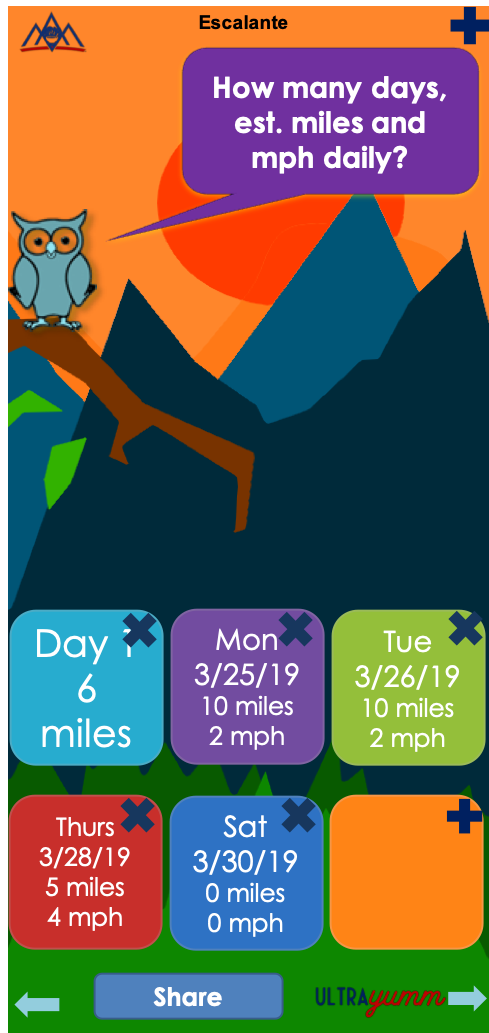 Escalante
How many days,
est. miles and
mph daily?
Day 1
6
miles
Mon
3/25/19
10 miles
2 mph
Tue
3/26/19
10 miles
2 mph
Thurs
3/28/19
5 miles
4 mph
Sat
3/30/19
0 miles
0 mph
Share
ULTRAyumm